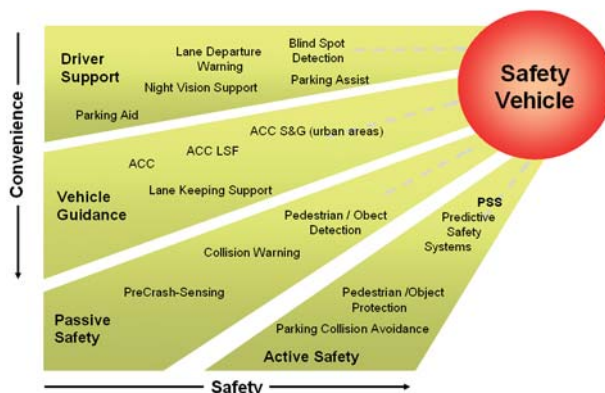 Driver
Support
Lane Departure
Warning
Blind Spot
Detection
Night Vision Support
Parking Assist
Parking Aid
Safety
Vehicle
Convenience
ACC S&G (urban areas)
ACC LSF
ACC
Vehicle
Guidance
Lane Keeping Support
Pedestrian / Obect
Detection
PSS
Predictive
Safety
Systems
Collision Warning
PreCrash-Sensing
Passive
Safety
Pedestrian /Object
Protection
Parking Collision Avoidance
Active Safety
Safety